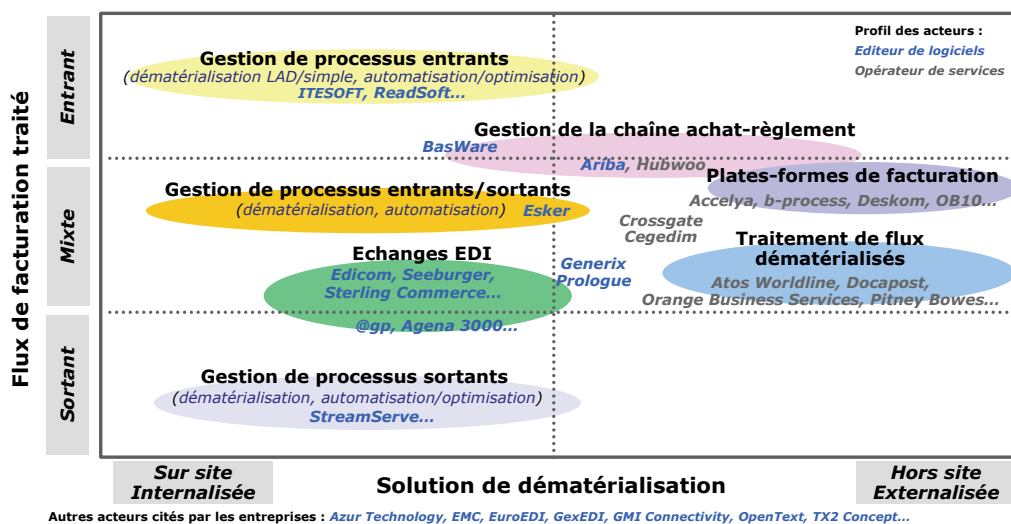 Profil des acteurs :
Editeur de logiciels
Opérateur de services
Flux de facturation traité
Entrant
Mixte
Sortant
Gestion de processus entrants
(dématérialisation LAD/simple, automatisation/optimisation)
ITESOFT, ReadSoft...
Gestion de la chaîne achat-règlement
BasWare
Ariba, Hubwoo
Plates-formes de facturation
Accelya, b-process, Deskom, OB10...
Gestion de processus entrants/sortants
(dématérialisation, automatisation)
Esker
Crossgate
Cegedim
Traitement de flux
dématérialisés
Atos Worldline, Docapost,
Orange Business Services, Pitney Bowes...
Echanges EDI
Edicom, Seeburger,
Sterling Commerce...
Generix
Prologue
@gp, Agena 3000...
Gestion de processus sortants
(dématérialisation, automatisation/optimisation)
StreamServe...
Sur site
Internalisée
Solution de dématérialisation
Hors site
Externalisée
Autres acteurs cités par les entreprises : Azur Technology, EMC, EuroEDI, GexEDI, GMI Connectivity, OpenText, TX2 Concept...